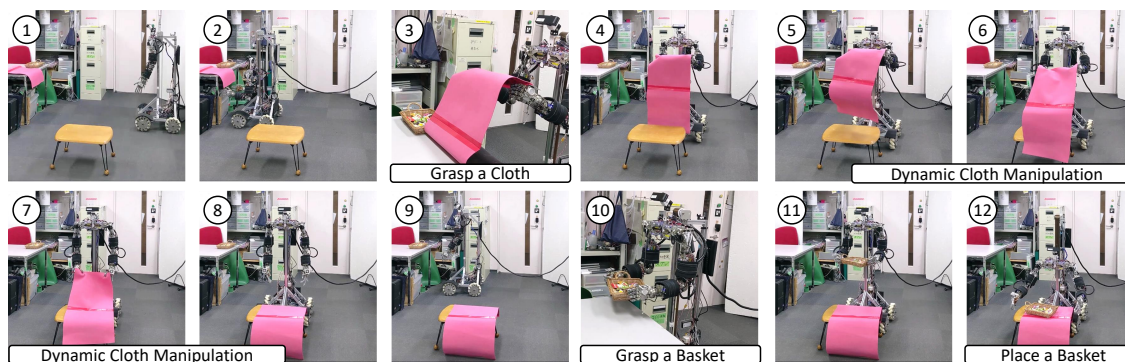 1
2
3
4
5
6
Grasp a Cloth
Dynamic Cloth Manipulation
7
8
9
10
11
12
Dynamic Cloth Manipulation
Grasp a Basket
Place a Basket